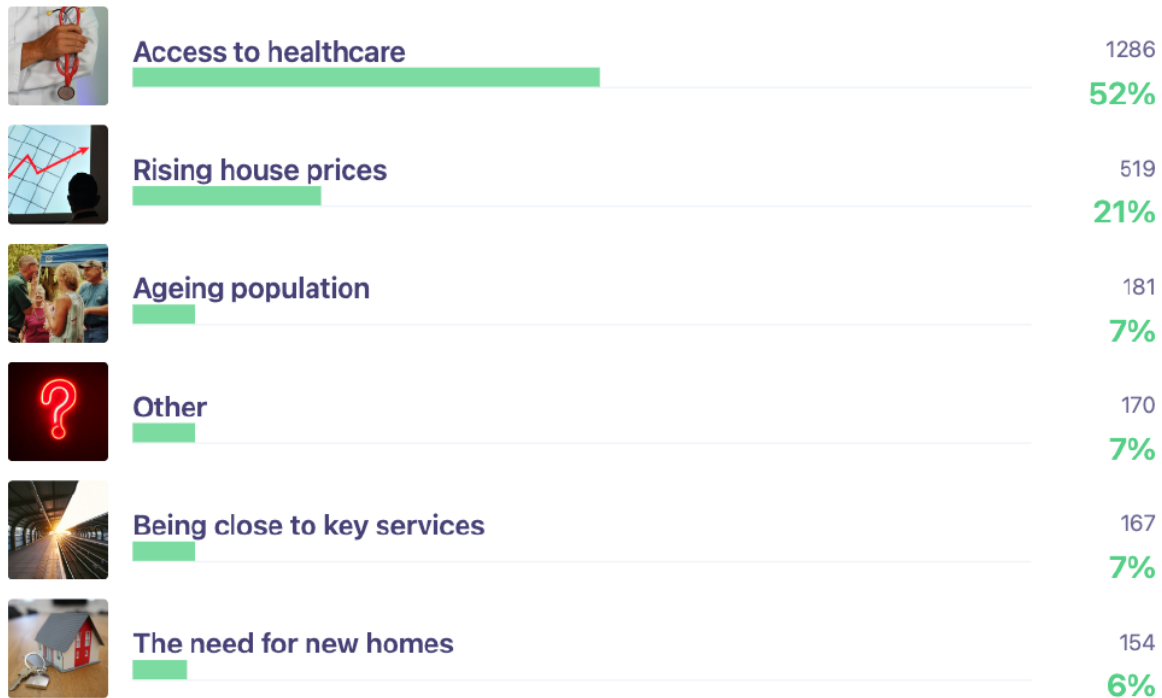 Access to healthcare
1286
52%
Rising house prices
519
21%
Ageing population
181
7%
Other
170
7%
Being close to key services
167
7%
The need for new homes
154
6%